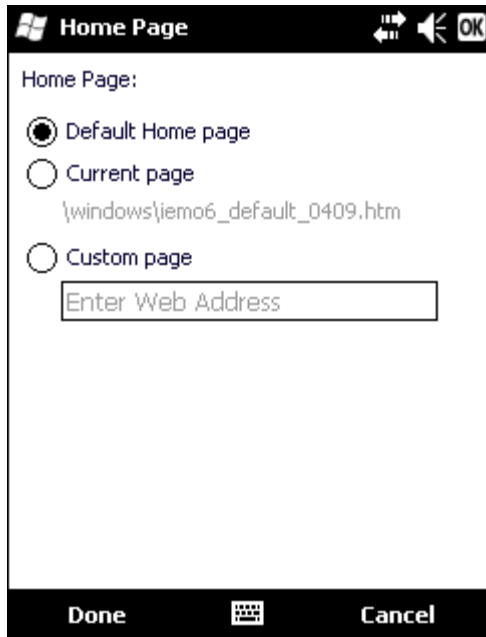 Home Page
OK
Home Page:
Default Home page
Current page
\windows\iemo6_default_0409.htm
Custom page
Enter Web Address
Done
Cancel